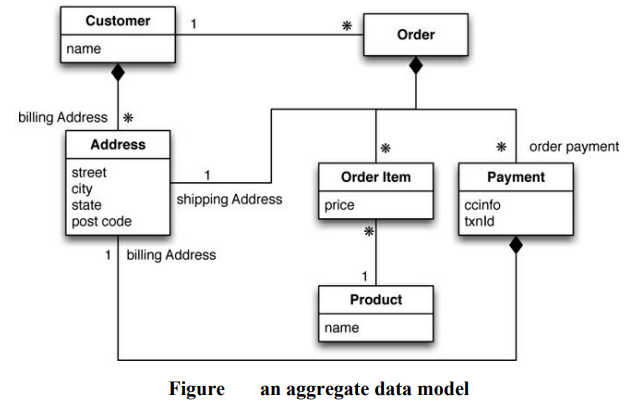 Customer
name
1
*
Order
billing Address
*
Address
street
city
state
post code
1
shipping Address
*
Order Item
price
*
order payment
Payment
ccinfo
txnId
*
1
Product
name
1
billing Address
Figure an aggregate data model